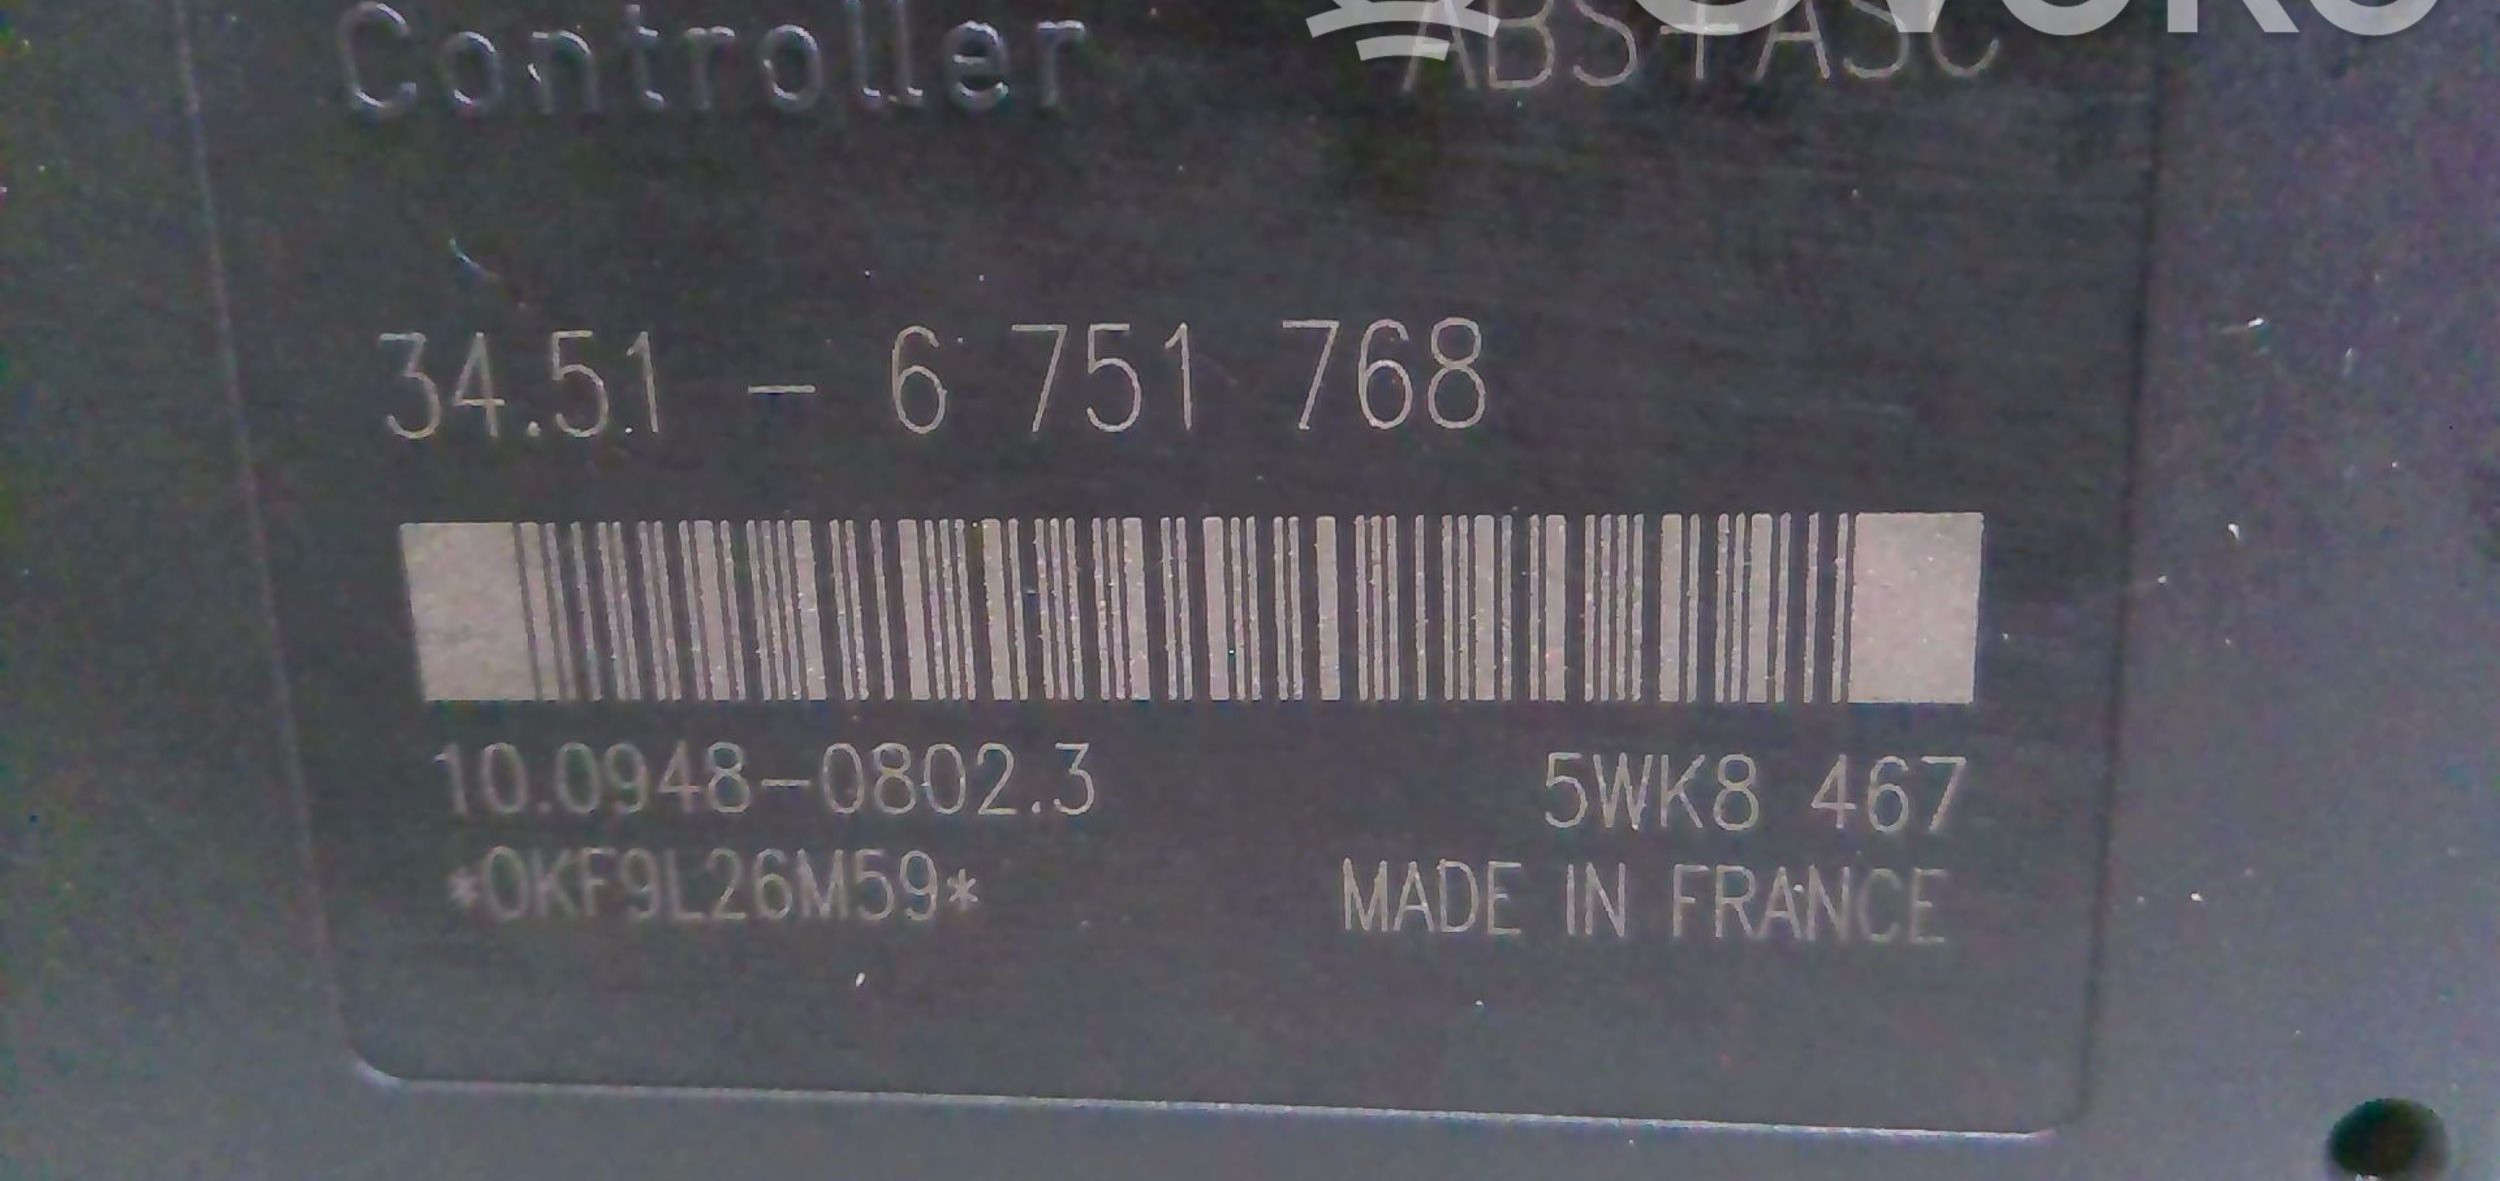 Controller ABS+ASC
34.51 - 6 751 768
10.0948-0802.3 5WK8 467
*0KF9L26M59* MADE IN FRANCE